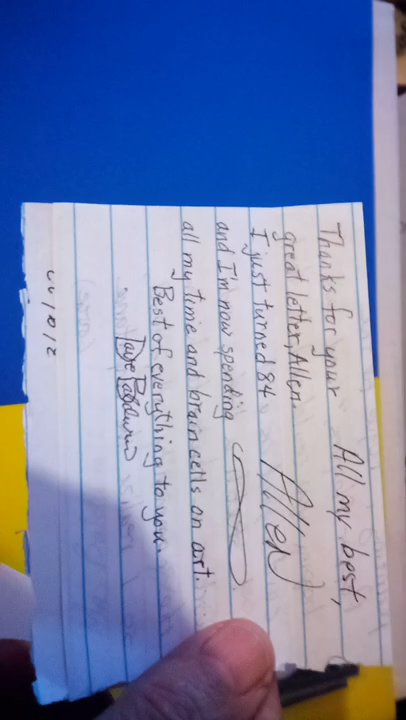 Thanks for your
great letter, Allen.
I just turned 84
and I'm now spending
all my time and brain cells on art.
Best of everything to you.
All my best,
Allen